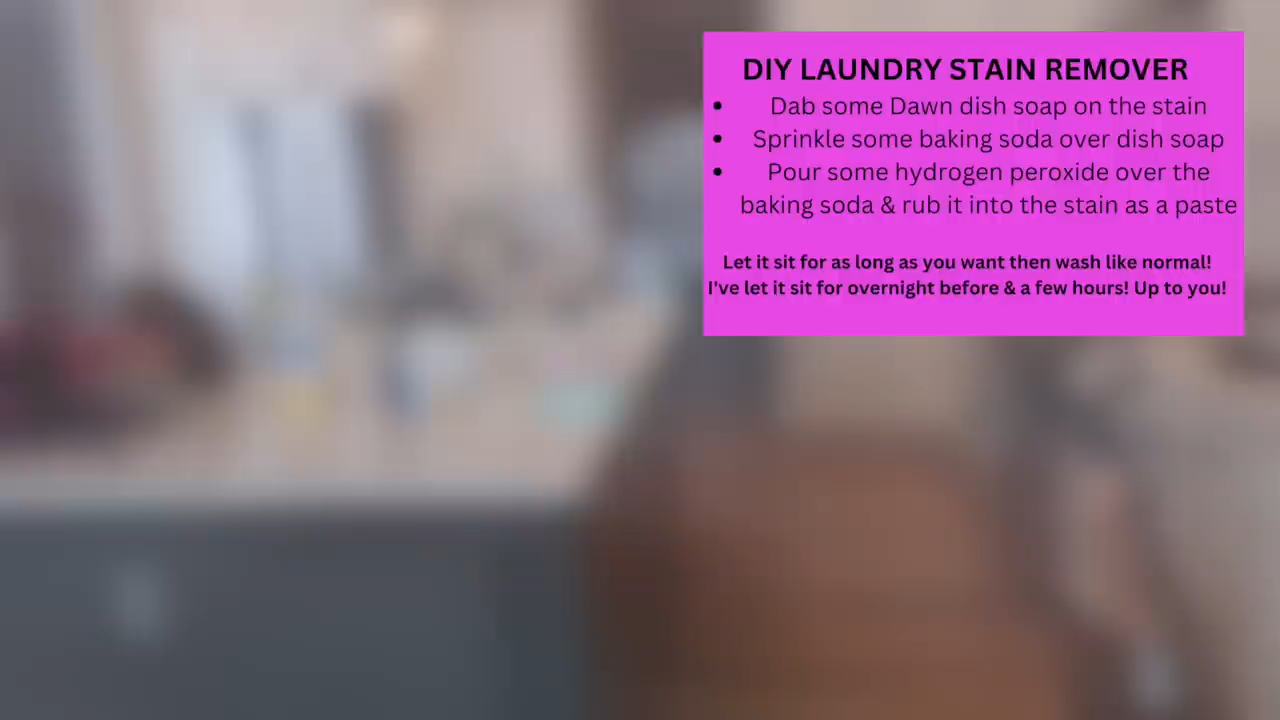 DIY LAUNDRY STAIN REMOVER
• Dab some Dawn dish soap on the stain
• Sprinkle some baking soda over dish soap
• Pour some hydrogen peroxide over the
baking soda & rub it into the stain as a paste
Let it sit for as long as you want then wash like normal!
I've let it sit for overnight before & a few hours! Up to you!